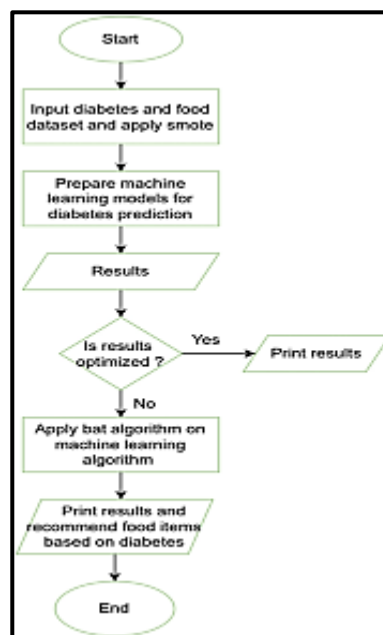 Start
Input diabetes and food
dataset and apply smote
Prepare machine
learning models for
diabetes prediction
Results
Is results
optimized ?
Yes
Print results
No
Apply bat algorithm on
machine learning
algorithm
Print results and
recommend food items
based on diabetes
End